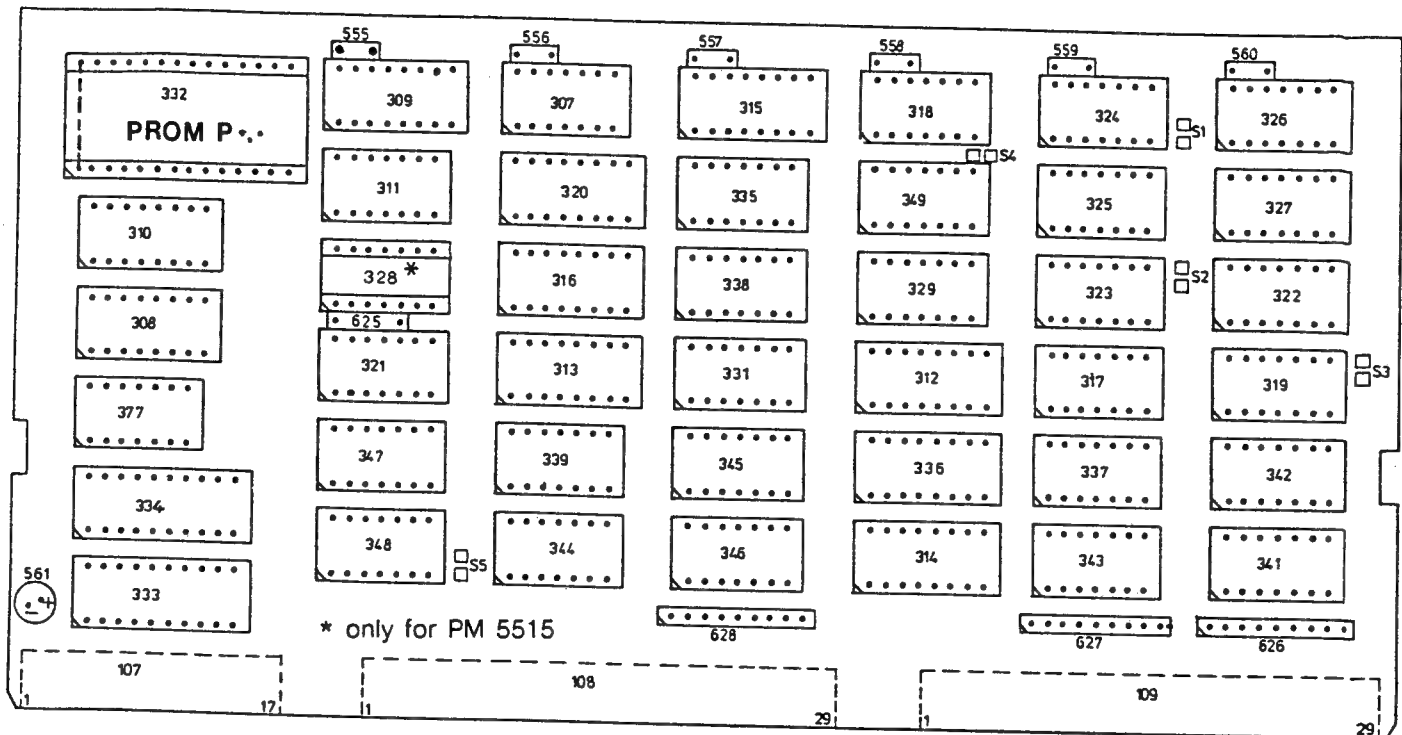 555 556 557 558 559 560
332 309 307 315 318 324 326
PROM P...
S1
S4
310 311 320 335 349 325 327
328 * 316 338 329 323 S2 322
308 625
321 313 331 312 317 319 S3
377
347 339 345 336 337 342
334
348 S5 344 346 314 343 341
561 333
- +
* only for PM 5515
628 627 626
107 108 109
1 17 1 29 1 29